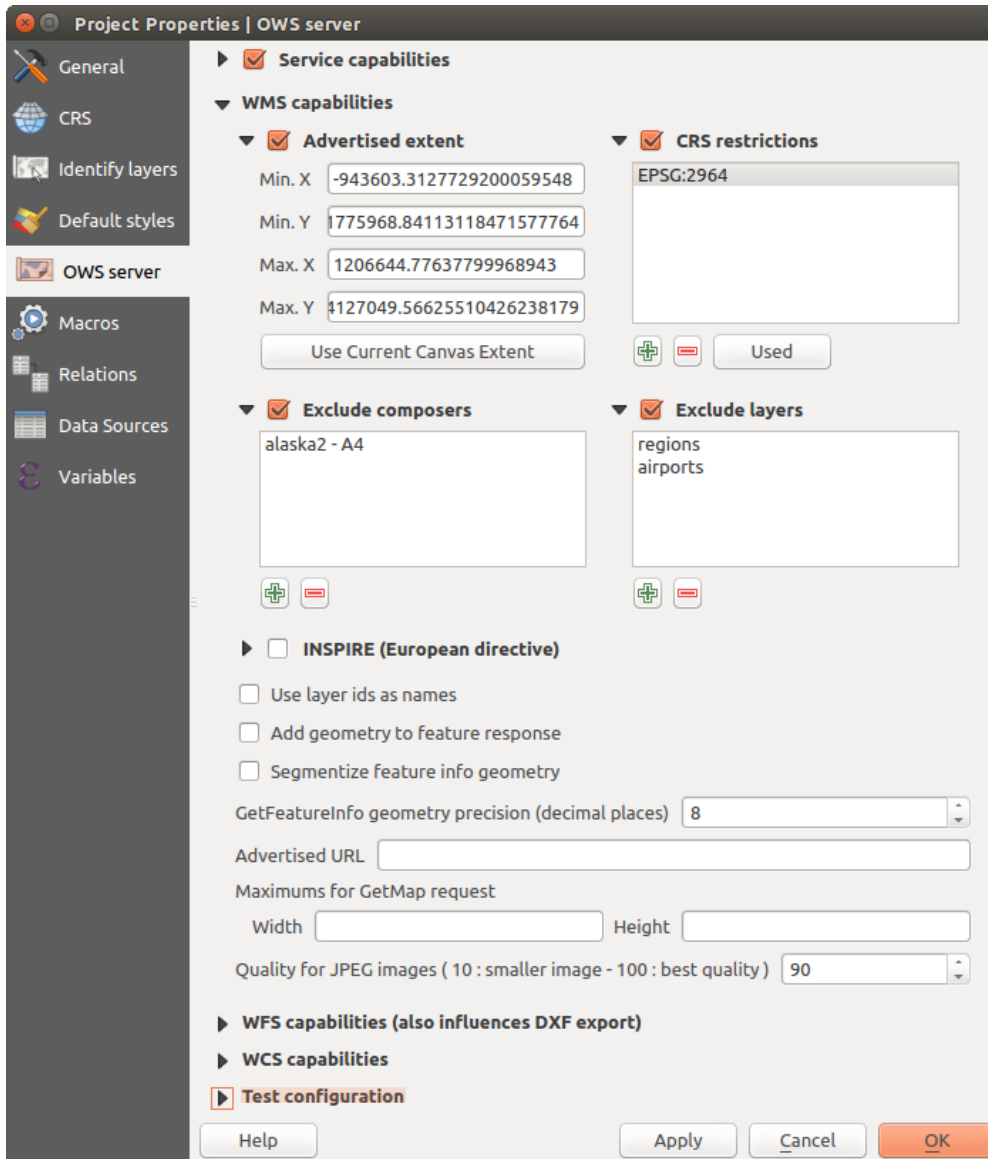 Project Properties | OWS server
General
CRS
Identify layers
Default styles
OWS server
Macros
Relations
Data Sources
Variables
Service capabilities
WMS capabilities
Advertised extent
Min. X -943603.3127729200059548
Min. Y 1775968.84113118471577764
Max. X 1206644.77637799968943
Max. Y 4127049.56625510426238179
Use Current Canvas Extent
CRS restrictions
EPSG:2964
Used
Exclude composers
alaska2 - A4
Exclude layers
regions
airports
INSPIRE (European directive)
Use layer ids as names
Add geometry to feature response
Segmentize feature info geometry
GetFeatureInfo geometry precision (decimal places) 8
Advertised URL
Maximums for GetMap request
Width Height
Quality for JPEG images ( 10 : smaller image - 100 : best quality ) 90
WFS capabilities (also influences DXF export)
WCS capabilities
Test configuration
Help Apply Cancel OK